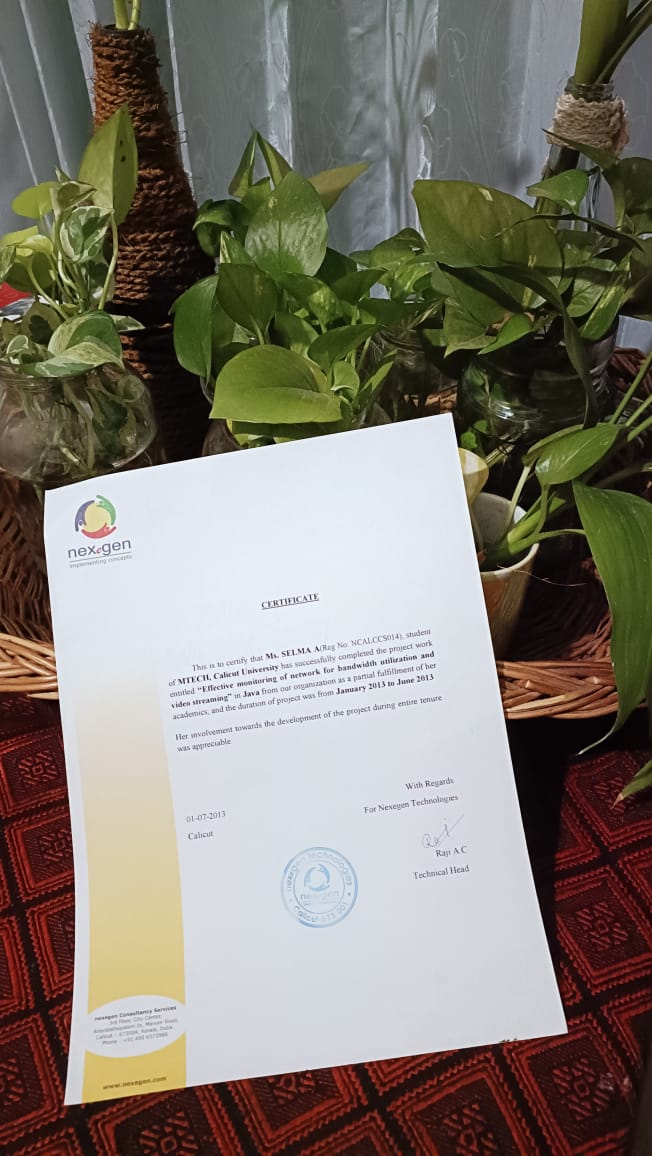 nexegen
implementing concepts
CERTIFICATE
This is to certify that Ms. SELMA A(Reg No: NCALCCS014), student
of MTECH, Calicut University has successfully completed the project work
entitled “Effective monitoring of network for bandwidth utilization and
video streaming” in Java from our organization as a partial fulfillment of her
academics, and the duration of project was from January 2013 to June 2013
Her involvement towards the development of the project during entire tenure
was appreciable.
With Regards
01-07-2013
For Nexegen Technologies
Calicut
Raji
Raji A C
Technical Head
nexegen technologies
nexegen
Calicut-673 001
nexegen Consultancy Services
3rd Floor, City Center,
Jn, Mavoor Road,
Calicut - 673004, Kerala, India.
Phone : +91 495
www.nexegen.com